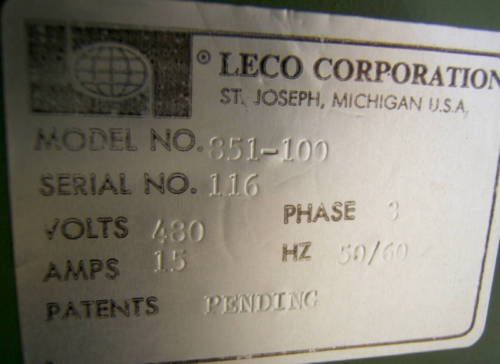 ® LECO CORPORATION
ST. JOSEPH, MICHIGAN U.S.A.
MODEL NO. 851-100
SERIAL NO. 116
VOLTS 480 PHASE 3
AMPS 15 HZ 50/60
PATENTS PENDING